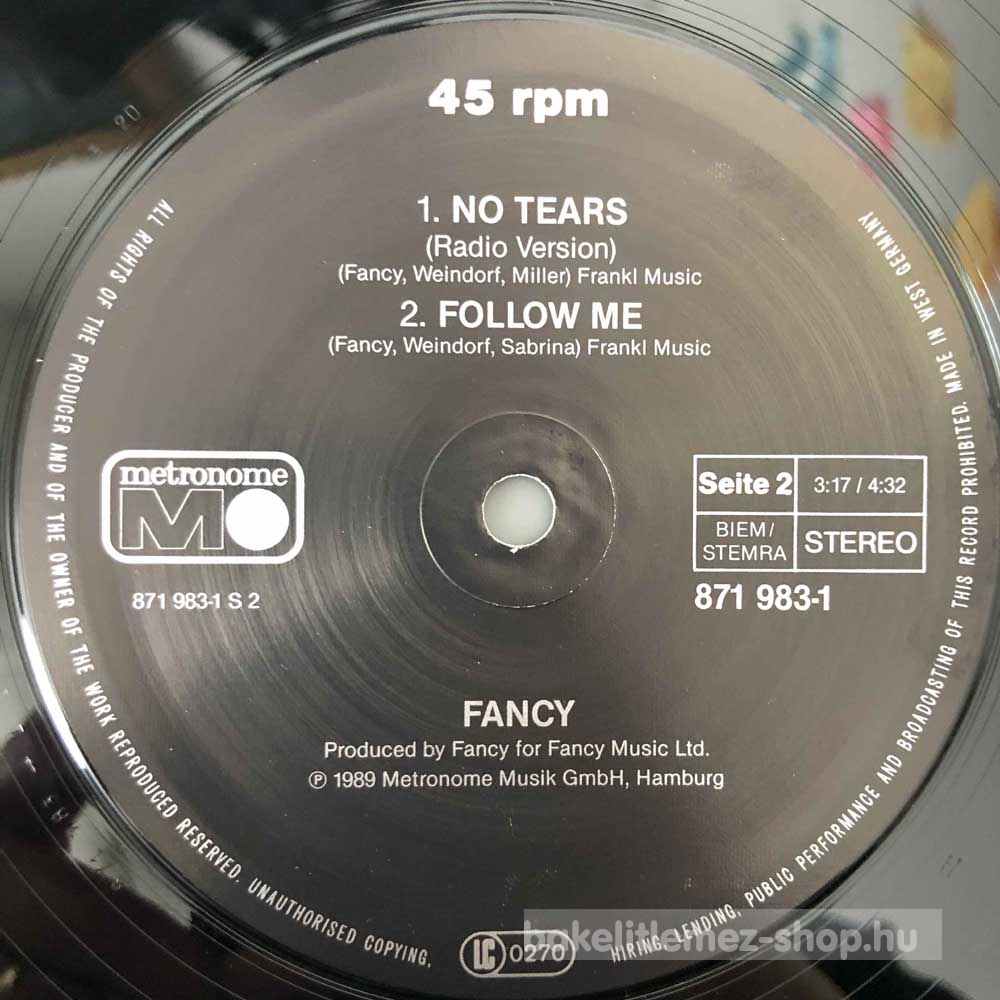 45 rpm
1. NO TEARS
(Radio Version)
(Fancy, Weindorf, Miller) Frankl Music
2. FOLLOW ME
(Fancy, Weindorf, Sabrina) Frankl Music
metronome
M
871 983-1 S 2
Seite 2 3:17 / 4:32
BIEM/
STEMRA STEREO
871 983-1
FANCY
Produced by Fancy for Fancy Music Ltd.
℗ 1989 Metronome Musik GmbH, Hamburg
ALL RIGHTS OF THE PRODUCER AND OF THE OWNER OF THE WORK REPRODUCED RESERVED. UNAUTHORISED COPYING, HIRING, LENDING, PUBLIC PERFORMANCE AND BROADCASTING OF THIS RECORD PROHIBITED. MADE IN WEST GERMANY
LC 0270
bakelitlemez-shop.hu